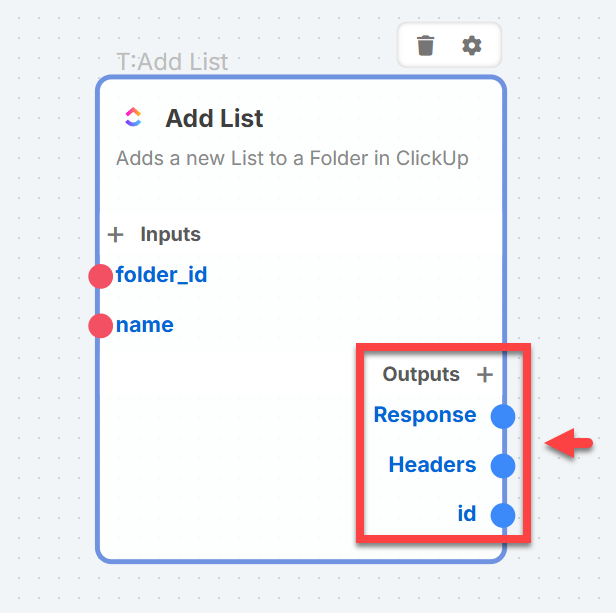 T:Add List
Add List
Adds a new List to a Folder in ClickUp
+ Inputs
folder_id
name
Outputs +
Response
Headers
id